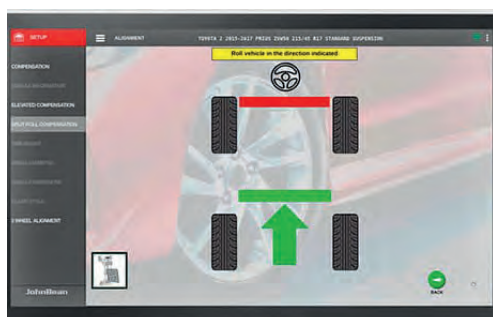 SETUP
ALIGNMENT
TOYOTA 2 2015-2017 PRIUS ZVW50 215/45 R17 STANDARD SUSPENSION
Roll vehicle in the direction indicated
COMPENSATION
ELEVATED COMPENSATION
SPLIT ROLL COMPENSATION
2 WHEEL ALIGNMENT
JohnBean
BACK